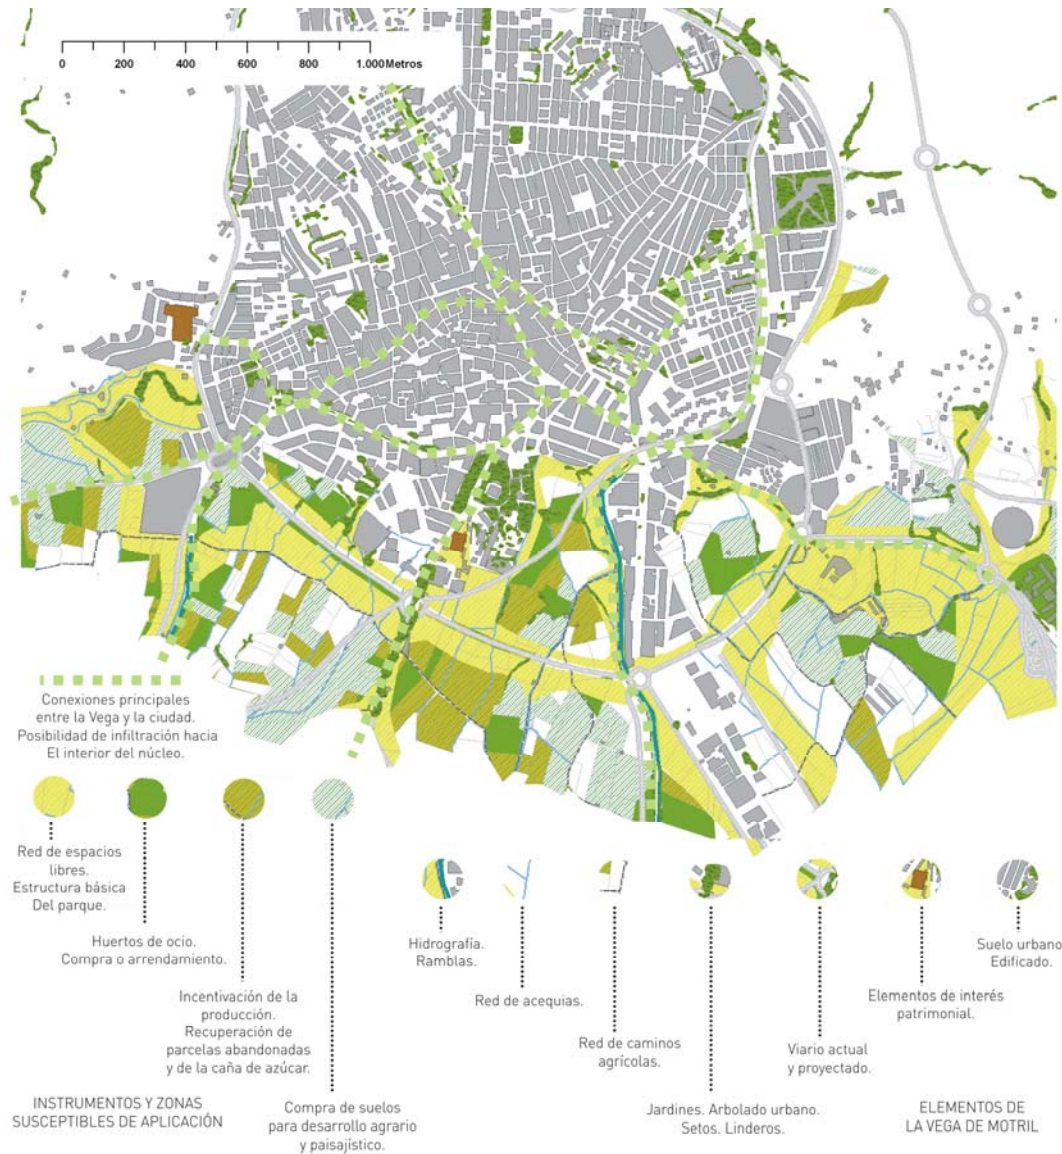 0 200 400 600 800 1.000 Metros
Conexiones principales
entre la Vega y la ciudad.
Posibilidad de infiltración hacia
El interior del núcleo.
Red de espacios
libres.
Estructura básica
Del parque.
Huertos de ocio.
Compra o arrendamiento.
Incentivación de la
producción.
Recuperación de
parcelas abandonadas
y de la caña de azúcar.
Compra de suelos
para desarrollo agrario
y paisajístico.
INSTRUMENTOS Y ZONAS
SUSCEPTIBLES DE APLICACIÓN
Hidrografía.
Ramblas.
Red de acequias.
Red de caminos
agrícolas.
Jardines. Arbolado urbano.
Setos. Linderos.
Viario actual
y proyectado.
Elementos de interés
patrimonial.
Suelo urbano
Edificado.
ELEMENTOS DE
LA VEGA DE MOTRIL